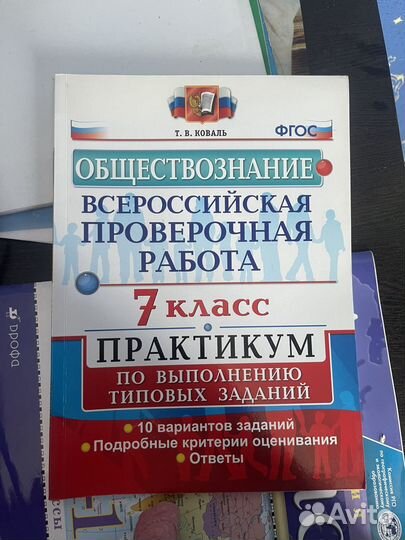 Т. В. КОВАЛЬ
ФГОС
ОБЩЕСТВОЗНАНИЕ
ВСЕРОССИЙСКАЯ
ПРОВЕРОЧНАЯ
РАБОТА
7 КЛАСС
ПРАКТИКУМ
ПО ВЫПОЛНЕНИЮ
ТИПОВЫХ ЗАДАНИЙ
• 10 вариантов заданий
• Подробные критерии оценивания
• Ответы
дрофа
Avito